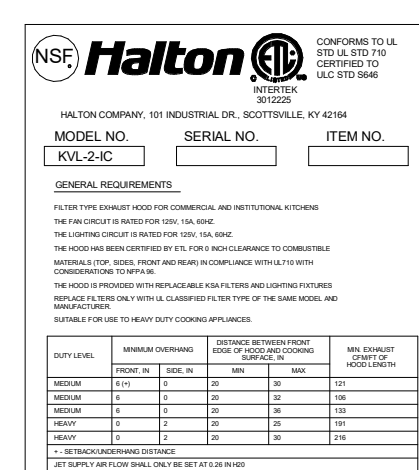 NSF
Halton
ETL
C
LISTED
US
CONFORMS TO UL
STD UL STD 710
CERTIFIED TO
ULC STD S646
INTERTEK
3012225
HALTON COMPANY, 101 INDUSTRIAL DR., SCOTTSVILLE, KY 42164
MODEL NO. SERIAL NO. ITEM NO.
KVL-2-IC
GENERAL REQUIREMENTS
FILTER TYPE EXHAUST HOOD FOR COMMERCIAL AND INSTITUTIONAL KITCHENS
THE FAN CIRCUIT IS RATED FOR 125V, 15A, 60HZ.
THE LIGHTING CIRCUIT IS RATED FOR 125V, 15A, 60HZ.
THE HOOD HAS BEEN CERTIFIED BY ETL FOR 0 INCH CLEARANCE TO COMBUSTIBLE
MATERIALS (TOP, SIDES, FRONT AND REAR) IN COMPLIANCE WITH UL710 WITH
CONSIDERATIONS TO NFPA 96.
THE HOOD IS PROVIDED WITH REPLACEABLE KSA FILTERS AND LIGHTING FIXTURES
REPLACE FILTERS ONLY WITH UL CLASSIFIED FILTER TYPE OF THE SAME MODEL AND
MANUFACTURER.
SUITABLE FOR USE TO HEAVY DUTY COOKING APPLIANCES.
DUTY LEVEL MINIMUM OVERHANG DISTANCE BETWEEN FRONT EDGE OF HOOD AND COOKING SURFACE, IN MIN. EXHAUST CFM/FT OF HOOD LENGTH
FRONT, IN SIDE, IN MIN MAX
MEDIUM 6 (+) 0 20 30 121
MEDIUM 6 0 20 32 106
MEDIUM 6 0 20 36 133
HEAVY 0 2 20 25 191
HEAVY 0 2 20 30 216
+ - SETBACK/UNDERHANG DISTANCE
JET SUPPLY AIR FLOW SHALL ONLY BE SET AT 0.26 IN H20